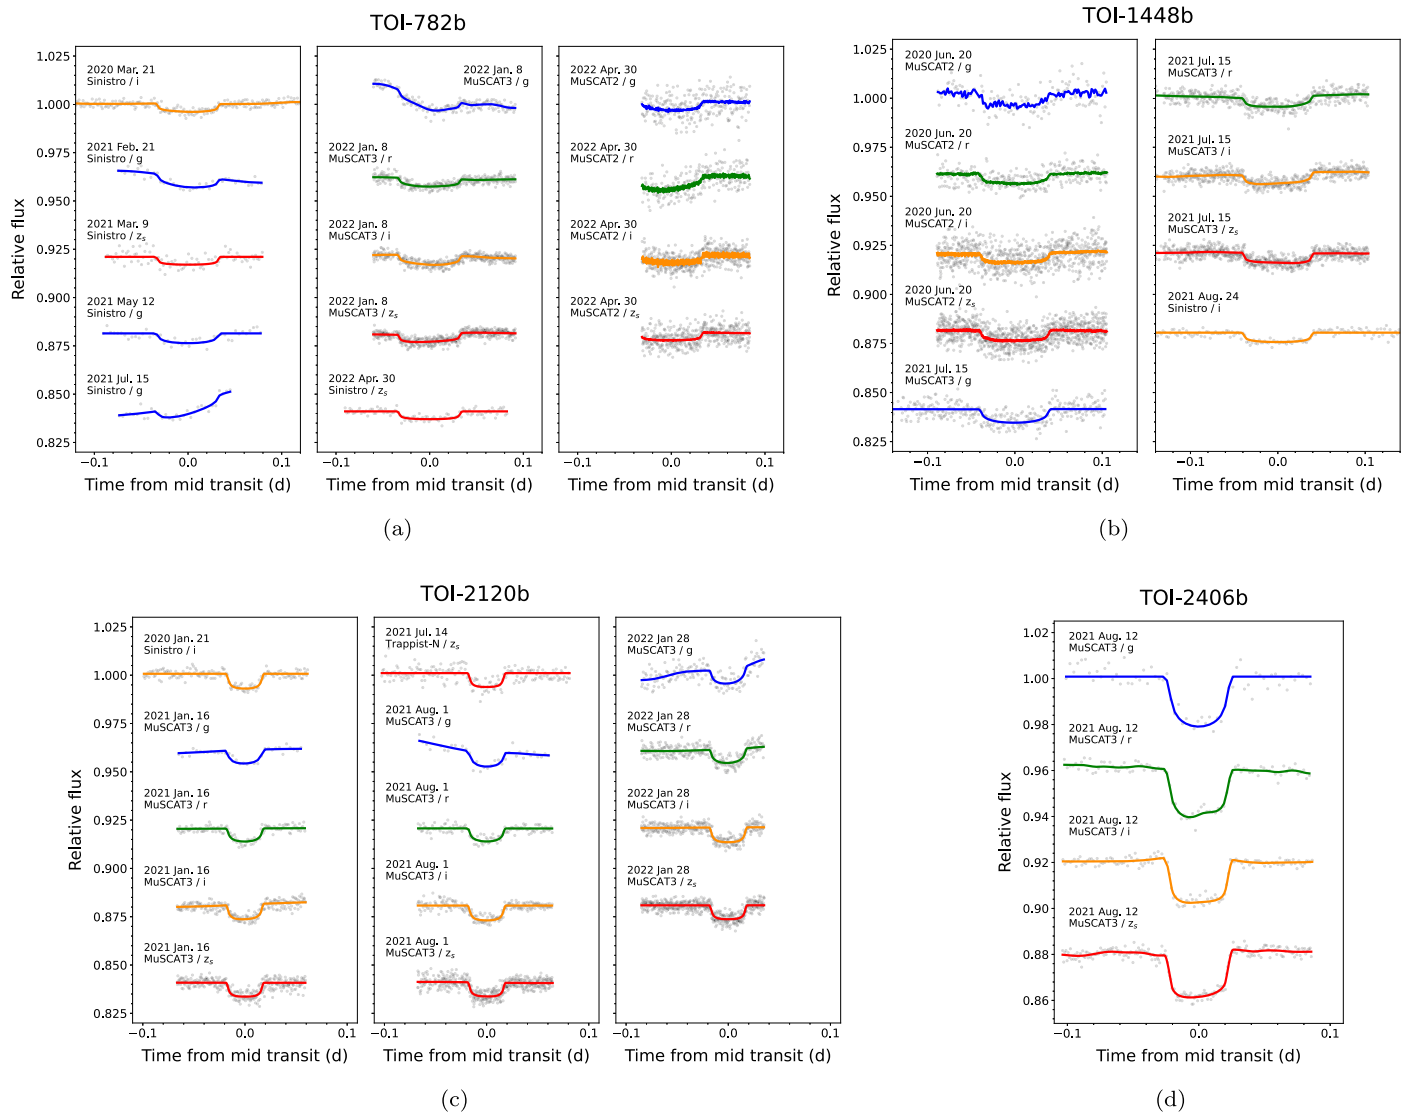 TOI-782b
1.025
1.000
0.975
0.950
0.925
0.900
0.875
0.850
0.825
Relative flux
2020 Mar. 21
Sinistro / i
2021 Feb. 21
Sinistro / g
2021 Mar. 9
Sinistro / zs
2021 May 12
Sinistro / g
2021 Jul. 15
Sinistro / g
−0.1
0.0
0.1
Time from mid transit (d)
2022 Jan. 8
MuSCAT3 / g
2022 Jan. 8
MuSCAT3 / r
2022 Jan. 8
MuSCAT3 / i
2022 Jan. 8
MuSCAT3 / zs
2022 Apr. 30
Sinistro / zs
−0.1
0.0
0.1
Time from mid transit (d)
2022 Apr. 30
MuSCAT2 / g
2022 Apr. 30
MuSCAT2 / r
2022 Apr. 30
MuSCAT2 / i
2022 Apr. 30
MuSCAT2 / zs
−0.1
0.0
0.1
Time from mid transit (d)
(a)
TOI-1448b
1.025
1.000
0.975
0.950
0.925
0.900
0.875
0.850
0.825
Relative flux
2020 Jun. 20
MuSCAT2 / g
2020 Jun. 20
MuSCAT2 / r
2020 Jun. 20
MuSCAT2 / i
2020 Jun. 20
MuSCAT2 / zs
2021 Jul. 15
MuSCAT3 / g
−0.1
0.0
0.1
Time from mid transit (d)
2021 Jul. 15
MuSCAT3 / r
2021 Jul. 15
MuSCAT3 / i
2021 Jul. 15
MuSCAT3 / zs
2021 Aug. 24
Sinistro / i
−0.1
0.0
0.1
Time from mid transit (d)
(b)
TOI-2120b
1.025
1.000
0.975
0.950
0.925
0.900
0.875
0.850
0.825
Relative flux
2020 Jan. 21
Sinistro / i
2021 Jan. 16
MuSCAT3 / g
2021 Jan. 16
MuSCAT3 / r
2021 Jan. 16
MuSCAT3 / i
2021 Jan. 16
MuSCAT3 / zs
−0.1
0.0
0.1
Time from mid transit (d)
2021 Jul. 14
Trappist-N / zs
2021 Aug. 1
MuSCAT3 / g
2021 Aug. 1
MuSCAT3 / r
2021 Aug. 1
MuSCAT3 / i
2021 Aug. 1
MuSCAT3 / zs
−0.1
0.0
0.1
Time from mid transit (d)
2022 Jan 28
MuSCAT3 / g
2022 Jan 28
MuSCAT3 / r
2022 Jan 28
MuSCAT3 / i
2022 Jan 28
MuSCAT3 / zs
−0.1
0.0
0.1
Time from mid transit (d)
(c)
TOI-2406b
1.02
1.00
0.98
0.96
0.94
0.92
0.90
0.88
0.86
Relative flux
2021 Aug. 12
MuSCAT3 / g
2021 Aug. 12
MuSCAT3 / r
2021 Aug. 12
MuSCAT3 / i
2021 Aug. 12
MuSCAT3 / zs
−0.1
0.0
0.1
Time from mid transit (d)
(d)